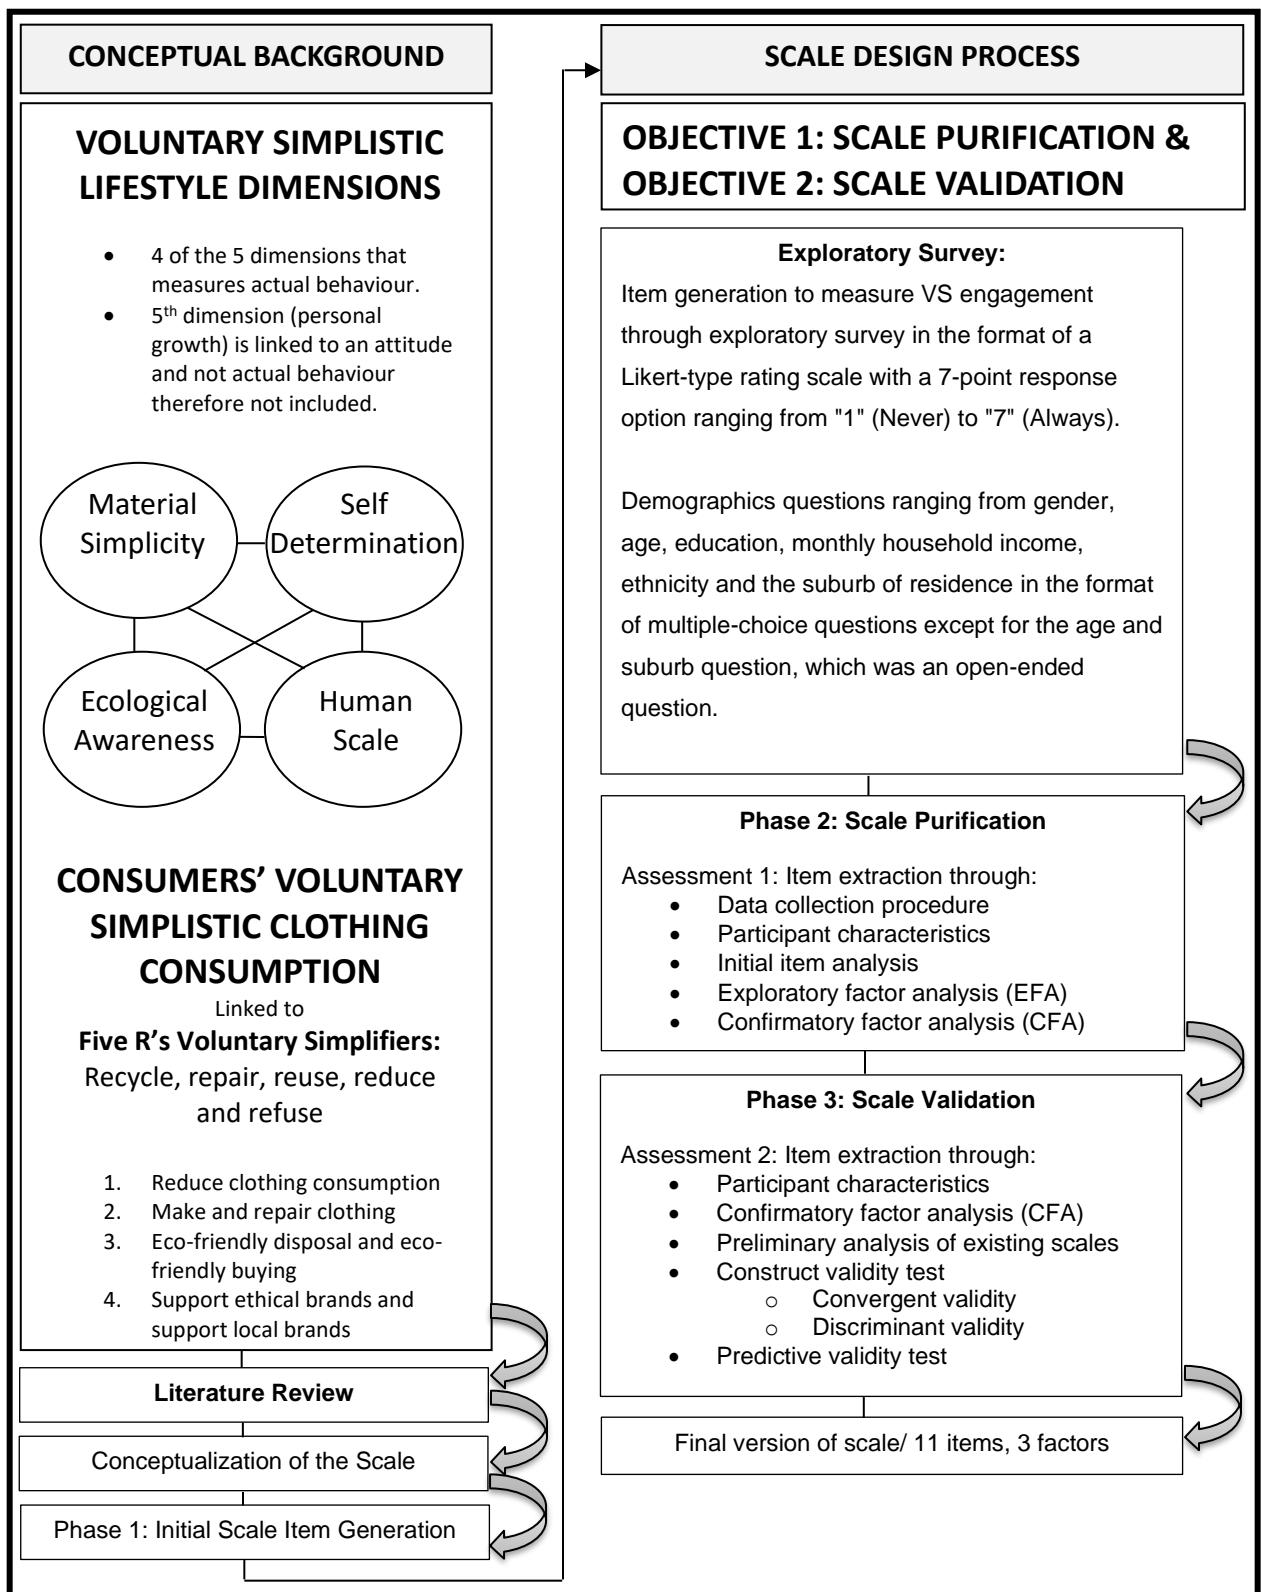 CONCEPTUAL BACKGROUND
VOLUNTARY SIMPLISTIC
LIFESTYLE DIMENSIONS
• 4 of the 5 dimensions that
measures actual behaviour.
• 5th dimension (personal
growth) is linked to an attitude
and not actual behaviour
therefore not included.
Material
Simplicity
Self
Determination
Ecological
Awareness
Human
Scale
CONSUMERS’ VOLUNTARY
SIMPLISTIC CLOTHING
CONSUMPTION
Linked to
Five R’s Voluntary Simplifiers:
Recycle, repair, reuse, reduce
and refuse
1. Reduce clothing consumption
2. Make and repair clothing
3. Eco-friendly disposal and eco-
friendly buying
4. Support ethical brands and
support local brands
Literature Review
Conceptualization of the Scale
Phase 1: Initial Scale Item Generation
SCALE DESIGN PROCESS
OBJECTIVE 1: SCALE PURIFICATION &
OBJECTIVE 2: SCALE VALIDATION
Exploratory Survey:
Item generation to measure VS engagement
through exploratory survey in the format of a
Likert-type rating scale with a 7-point response
option ranging from "1" (Never) to "7" (Always).
Demographics questions ranging from gender,
age, education, monthly household income,
ethnicity and the suburb of residence in the format
of multiple-choice questions except for the age and
suburb question, which was an open-ended
question.
Phase 2: Scale Purification
Assessment 1: Item extraction through:
• Data collection procedure
• Participant characteristics
• Initial item analysis
• Exploratory factor analysis (EFA)
• Confirmatory factor analysis (CFA)
Phase 3: Scale Validation
Assessment 2: Item extraction through:
• Participant characteristics
• Confirmatory factor analysis (CFA)
• Preliminary analysis of existing scales
• Construct validity test
o Convergent validity
o Discriminant validity
• Predictive validity test
Final version of scale/ 11 items, 3 factors